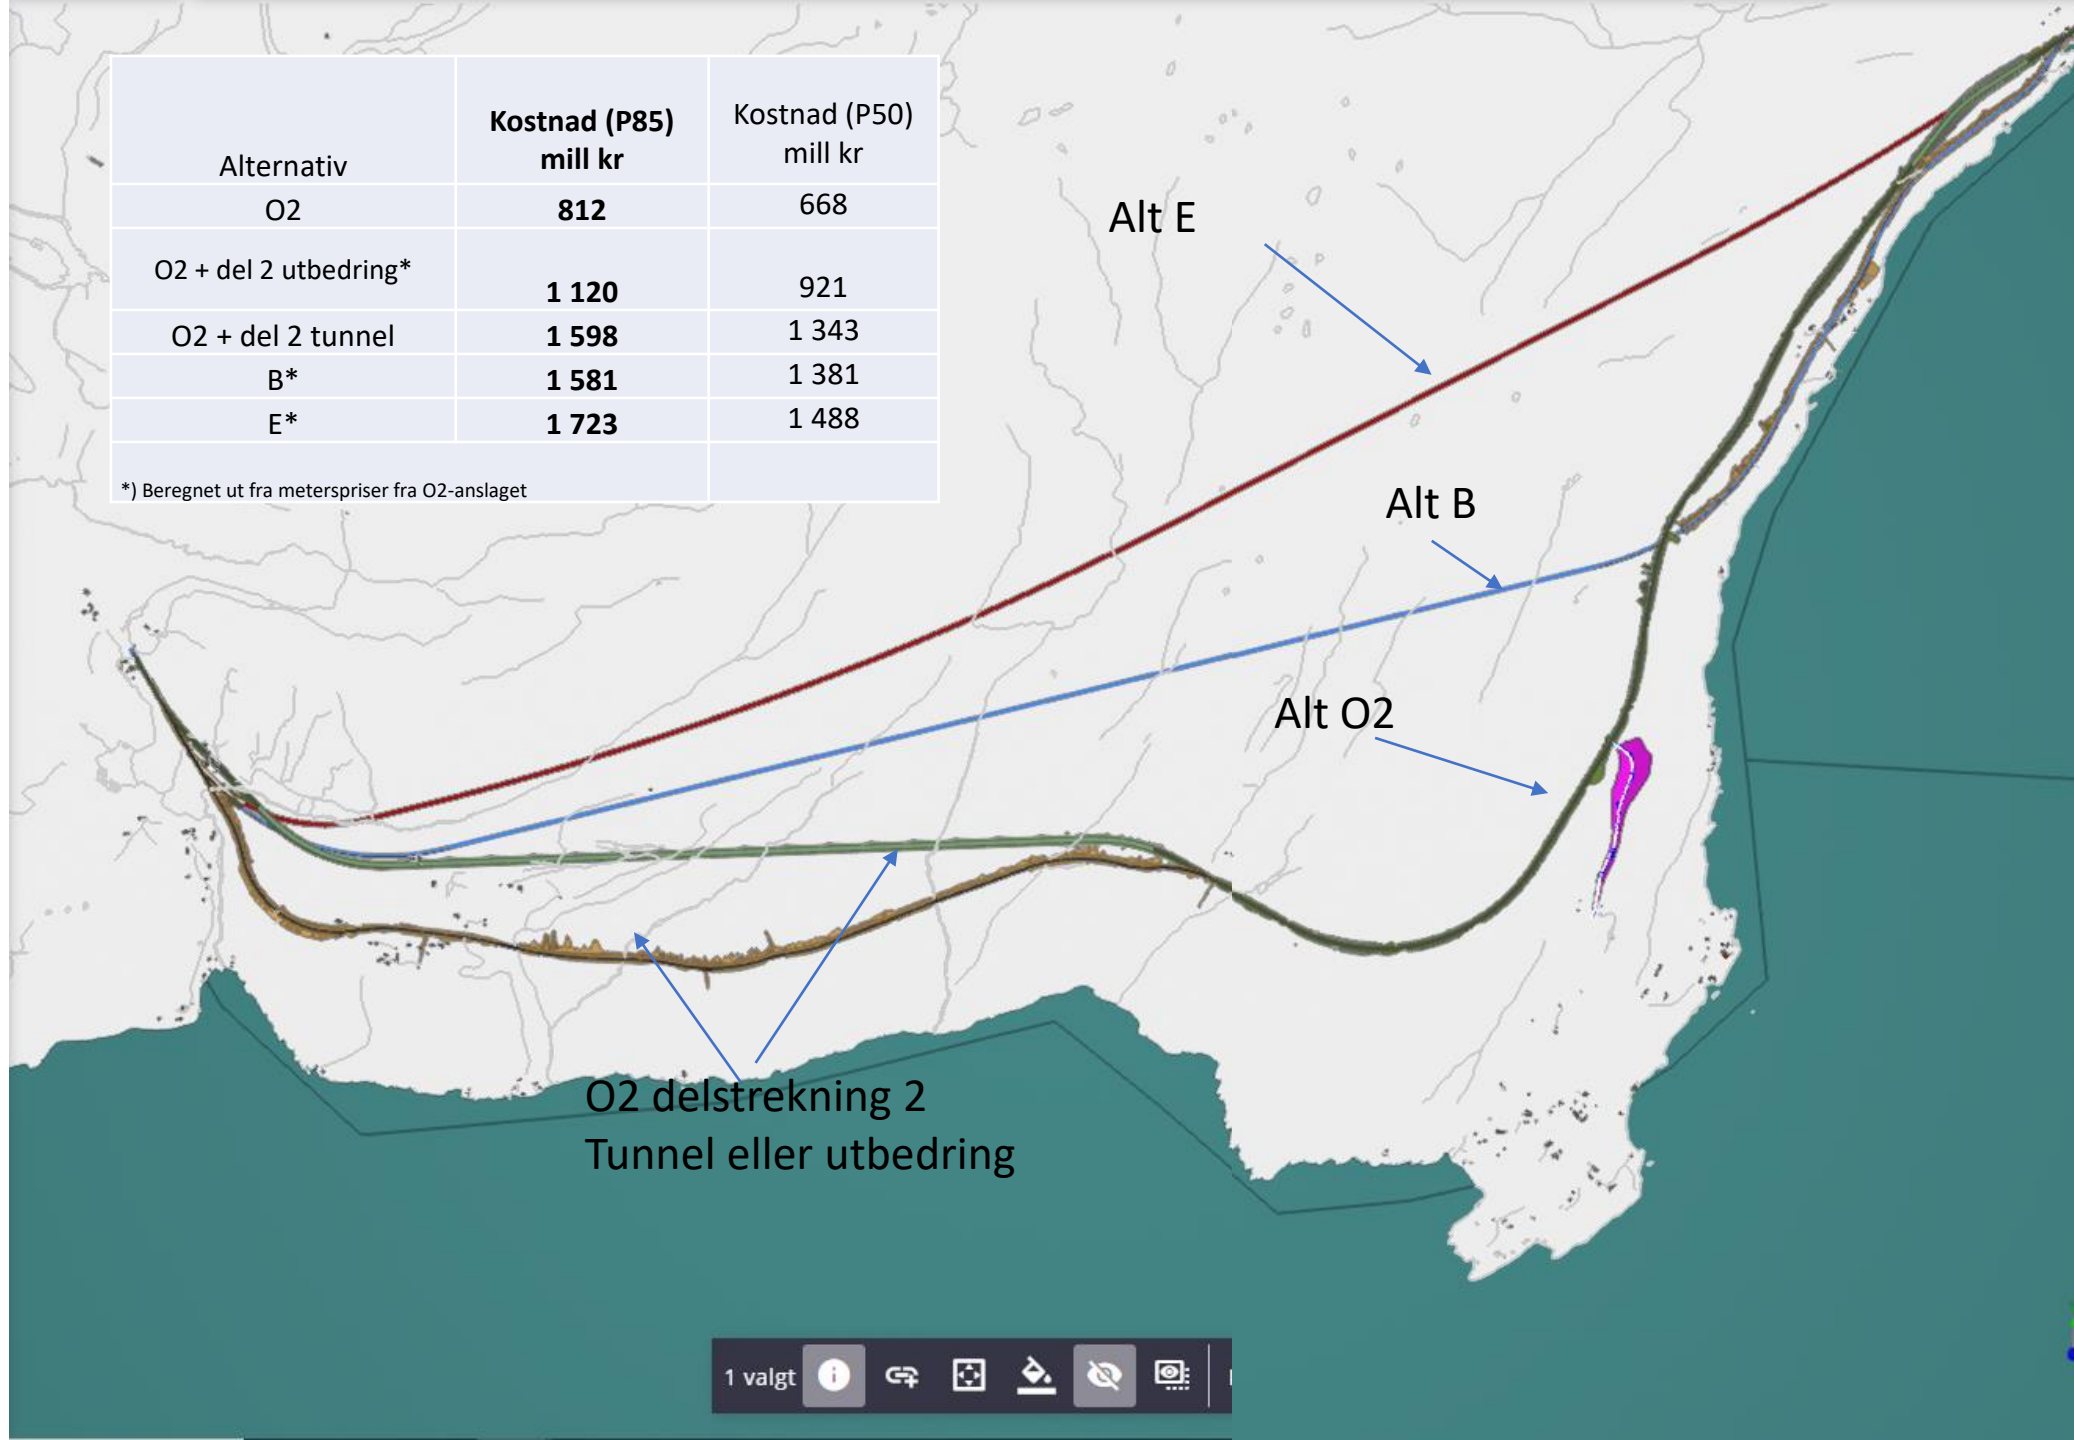 Alternativ
Kostnad (P85)
mill kr
Kostnad (P50)
mill kr
O2 812 668
O2 + del 2 utbedring* 1 120 921
O2 + del 2 tunnel 1 598 1 343
B* 1 581 1 381
E* 1 723 1 488
*) Beregnet ut fra meterspriser fra O2-anslaget
Alt E
Alt B
Alt O2
O2 delstrekning 2
Tunnel eller utbedring
1 valgt